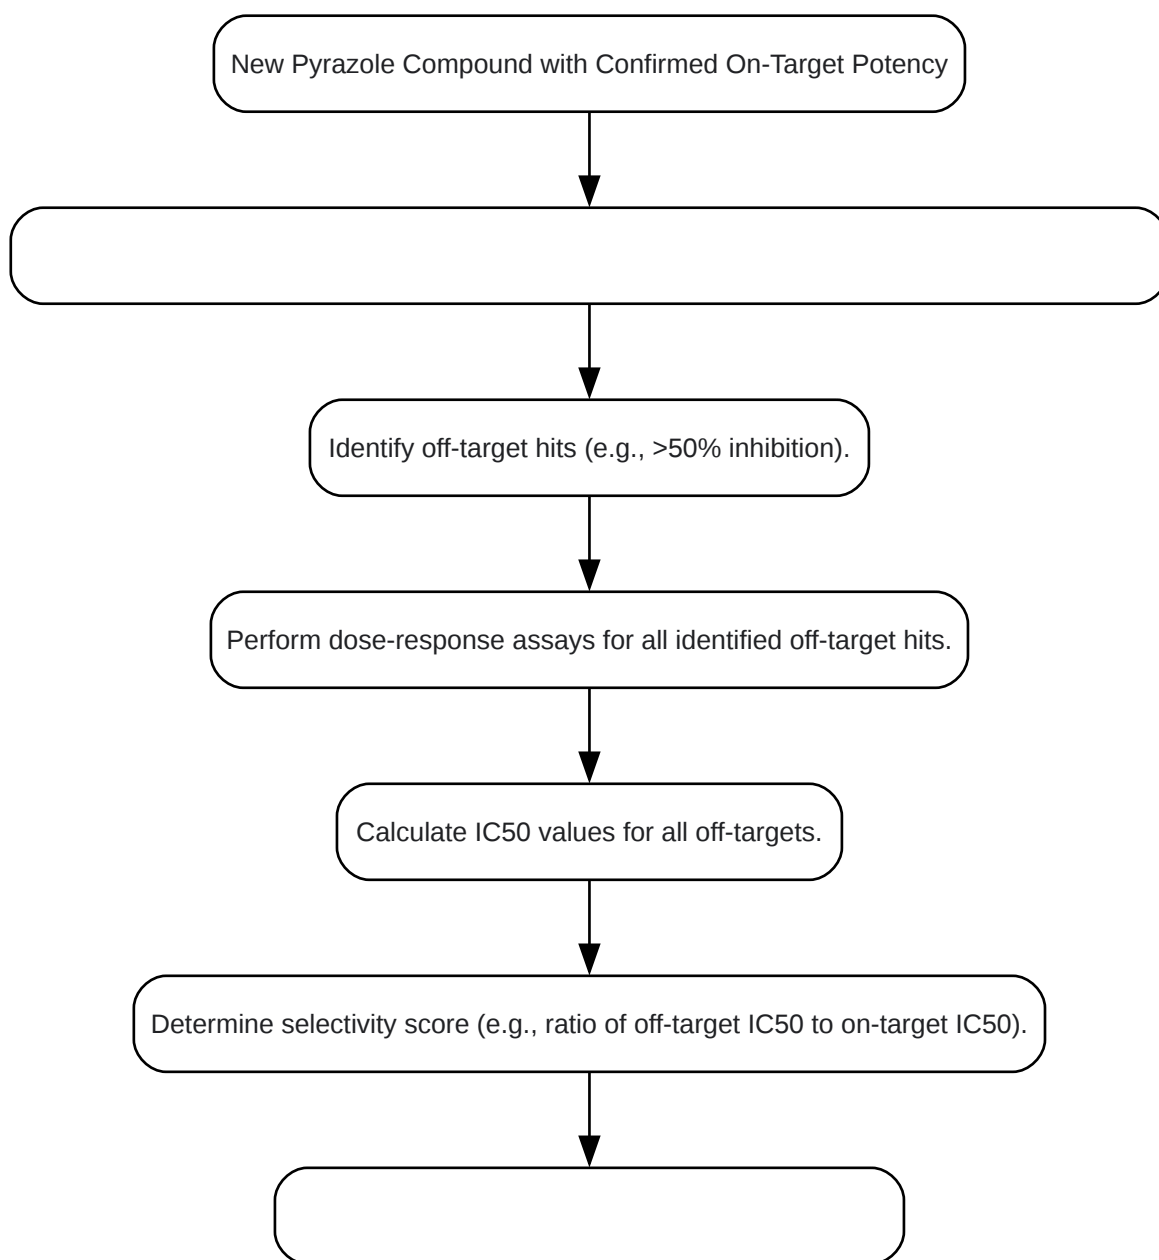 New Pyrazole Compound with Confirmed On-Target Potency
Identify off-target hits (e.g., >50% inhibition).
Perform dose-response assays for all identified off-target hits.
Calculate IC50 values for all off-targets.
Determine selectivity score (e.g., ratio of off-target IC50 to on-target IC50).